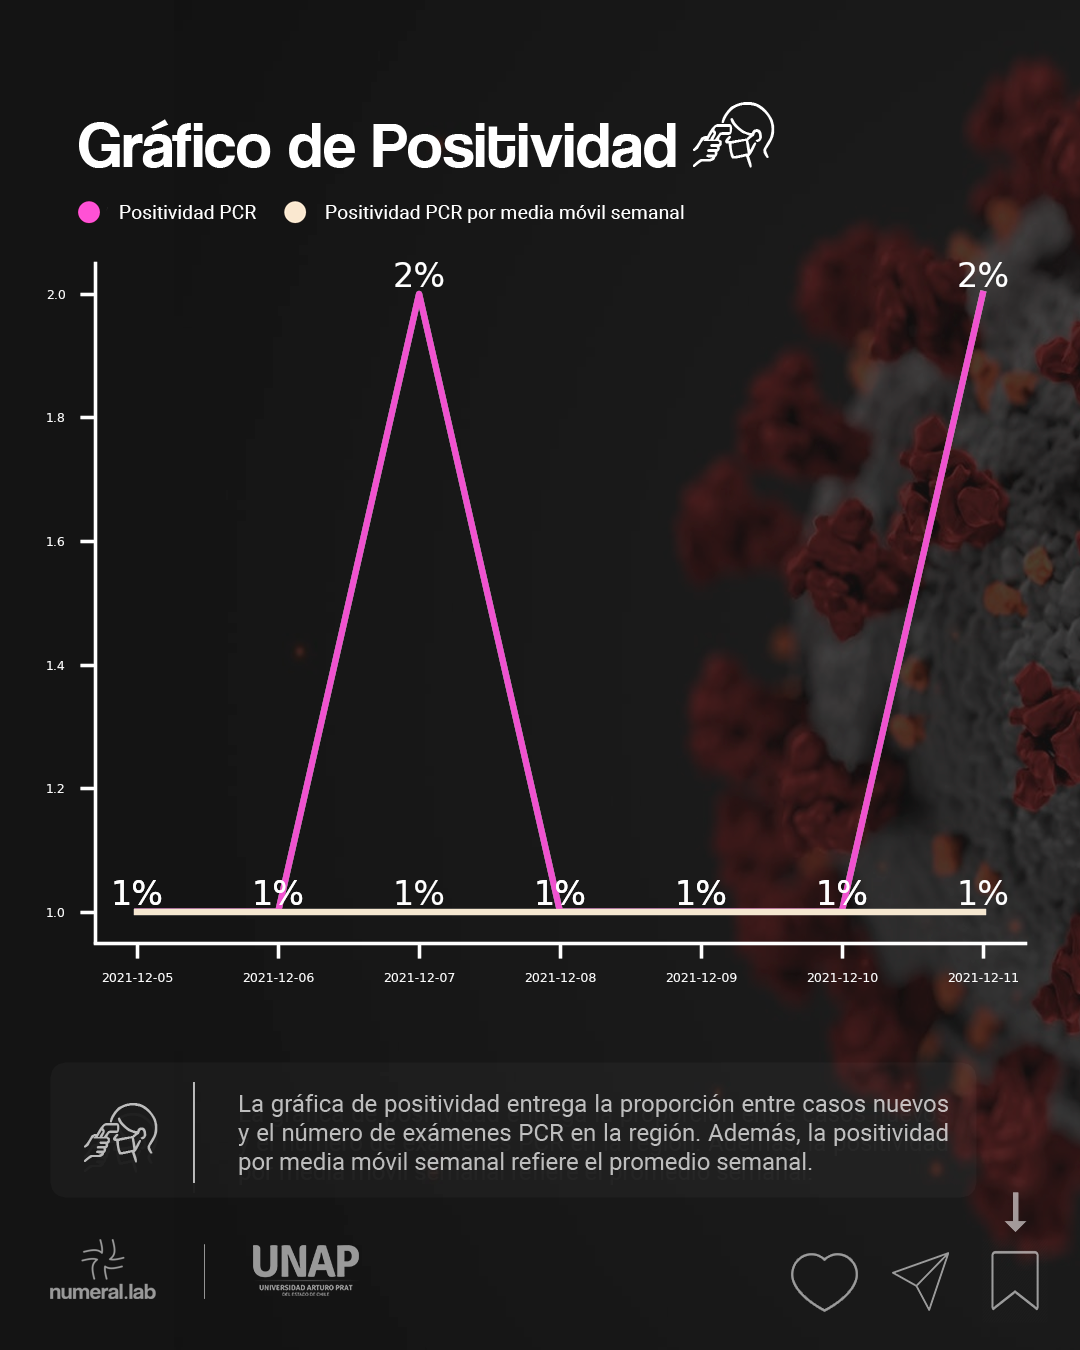 Gráfico de Positividad
Positividad PCR
Positividad PCR por media móvil semanal
2%
2%
2.0
1.8
1.6
1.4
1.2
1.0
1%
1%
1%
1%
1%
1%
1%
2021-12-05
2021-12-06
2021-12-07
2021-12-08
2021-12-09
2021-12-10
2021-12-11
La gráfica de positividad entrega la proporción entre casos nuevos
y el número de exámenes PCR en la región. Además, la positividad
por media móvil semanal refiere el promedio semanal.
numeral.lab
UNAP
UNIVERSIDAD ARTURO PRAT
DEL ESTADO DE CHILE